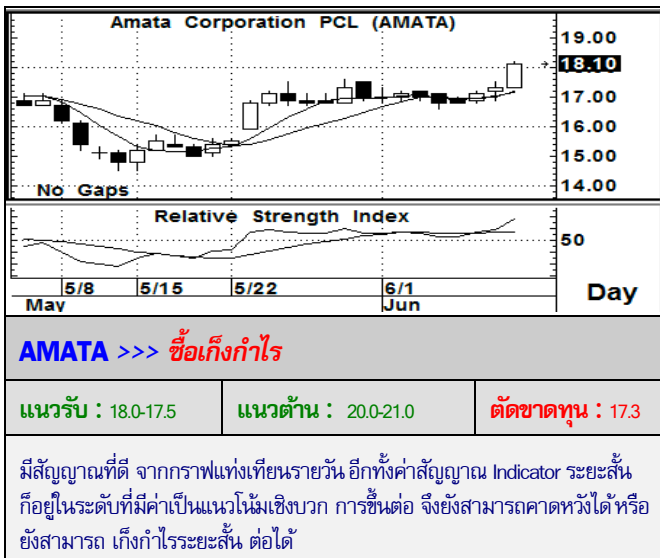 Amata Corporation PCL (AMATA)
19.00
18.10
17.00
16.00
15.00
14.00
No Gaps
Relative Strength Index
50
5/8 5/15 5/22 6/1
May Jun
Day
AMATA >>> ซื้อเก็งกำไร
แนวรับ : 18.0-17.5 แนวต้าน : 20.0-21.0 ตัดขาดทุน : 17.3
มีสัญญาณที่ดี จากกราฟแท่งเทียนรายวัน อีกทั้งค่าสัญญาณ Indicator ระยะสั้น
ก็อยู่ในระดับที่มีค่าเป็นแนวโน้มเชิงบวก การขึ้นต่อ จึงยังสามารถคาดหวังได้ หรือ
ยังสามารถ เก็งกำไรระยะสั้น ต่อได้